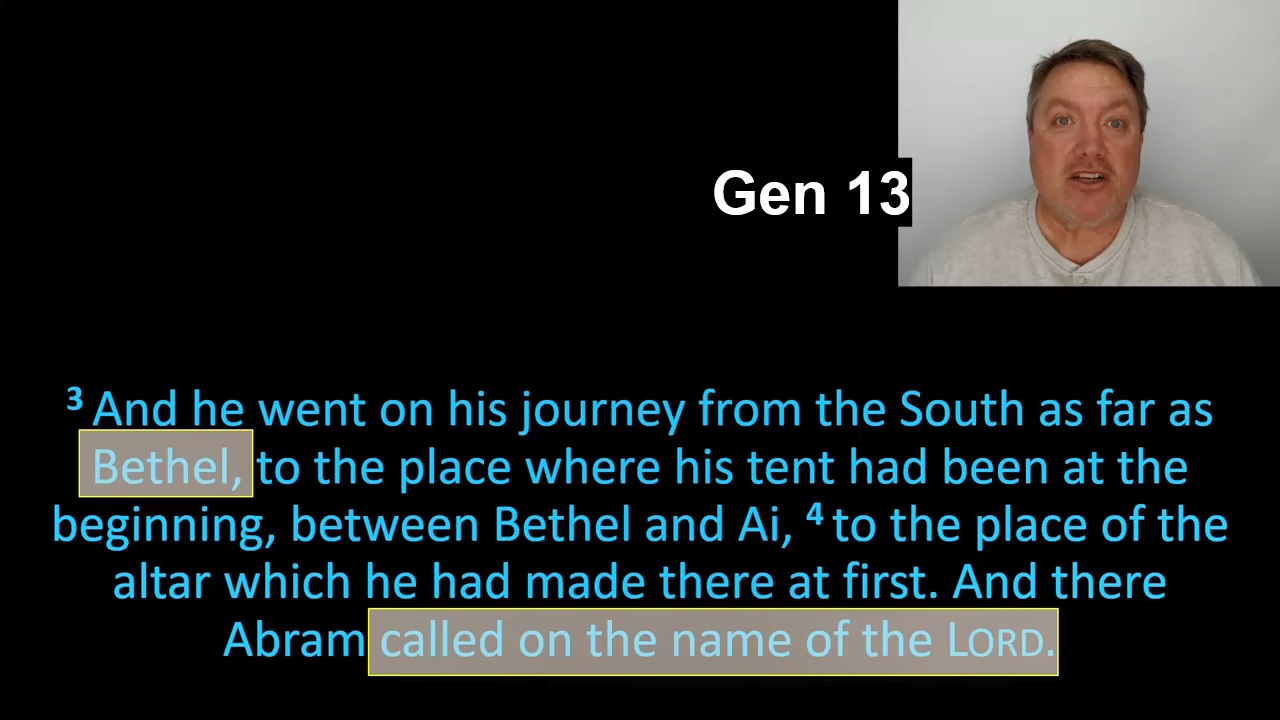 Gen 13
³ And he went on his journey from the South as far as
Bethel, to the place where his tent had been at the
beginning, between Bethel and Ai, ⁴ to the place of the
altar which he had made there at first. And there
Abram called on the name of the LORD.